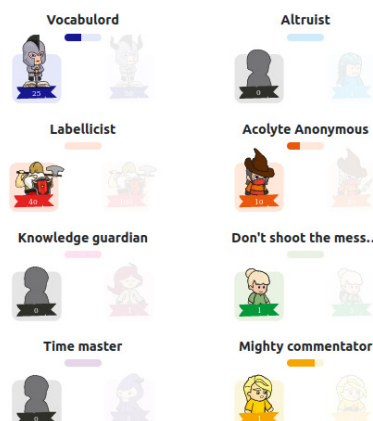 Vocabulord
Altruist
25
0
Labellicist
Acolyte Anonymous
40
10
Knowledge guardian
Don't shoot the mess..
0
1
Time master
Mighty commentator
0
1